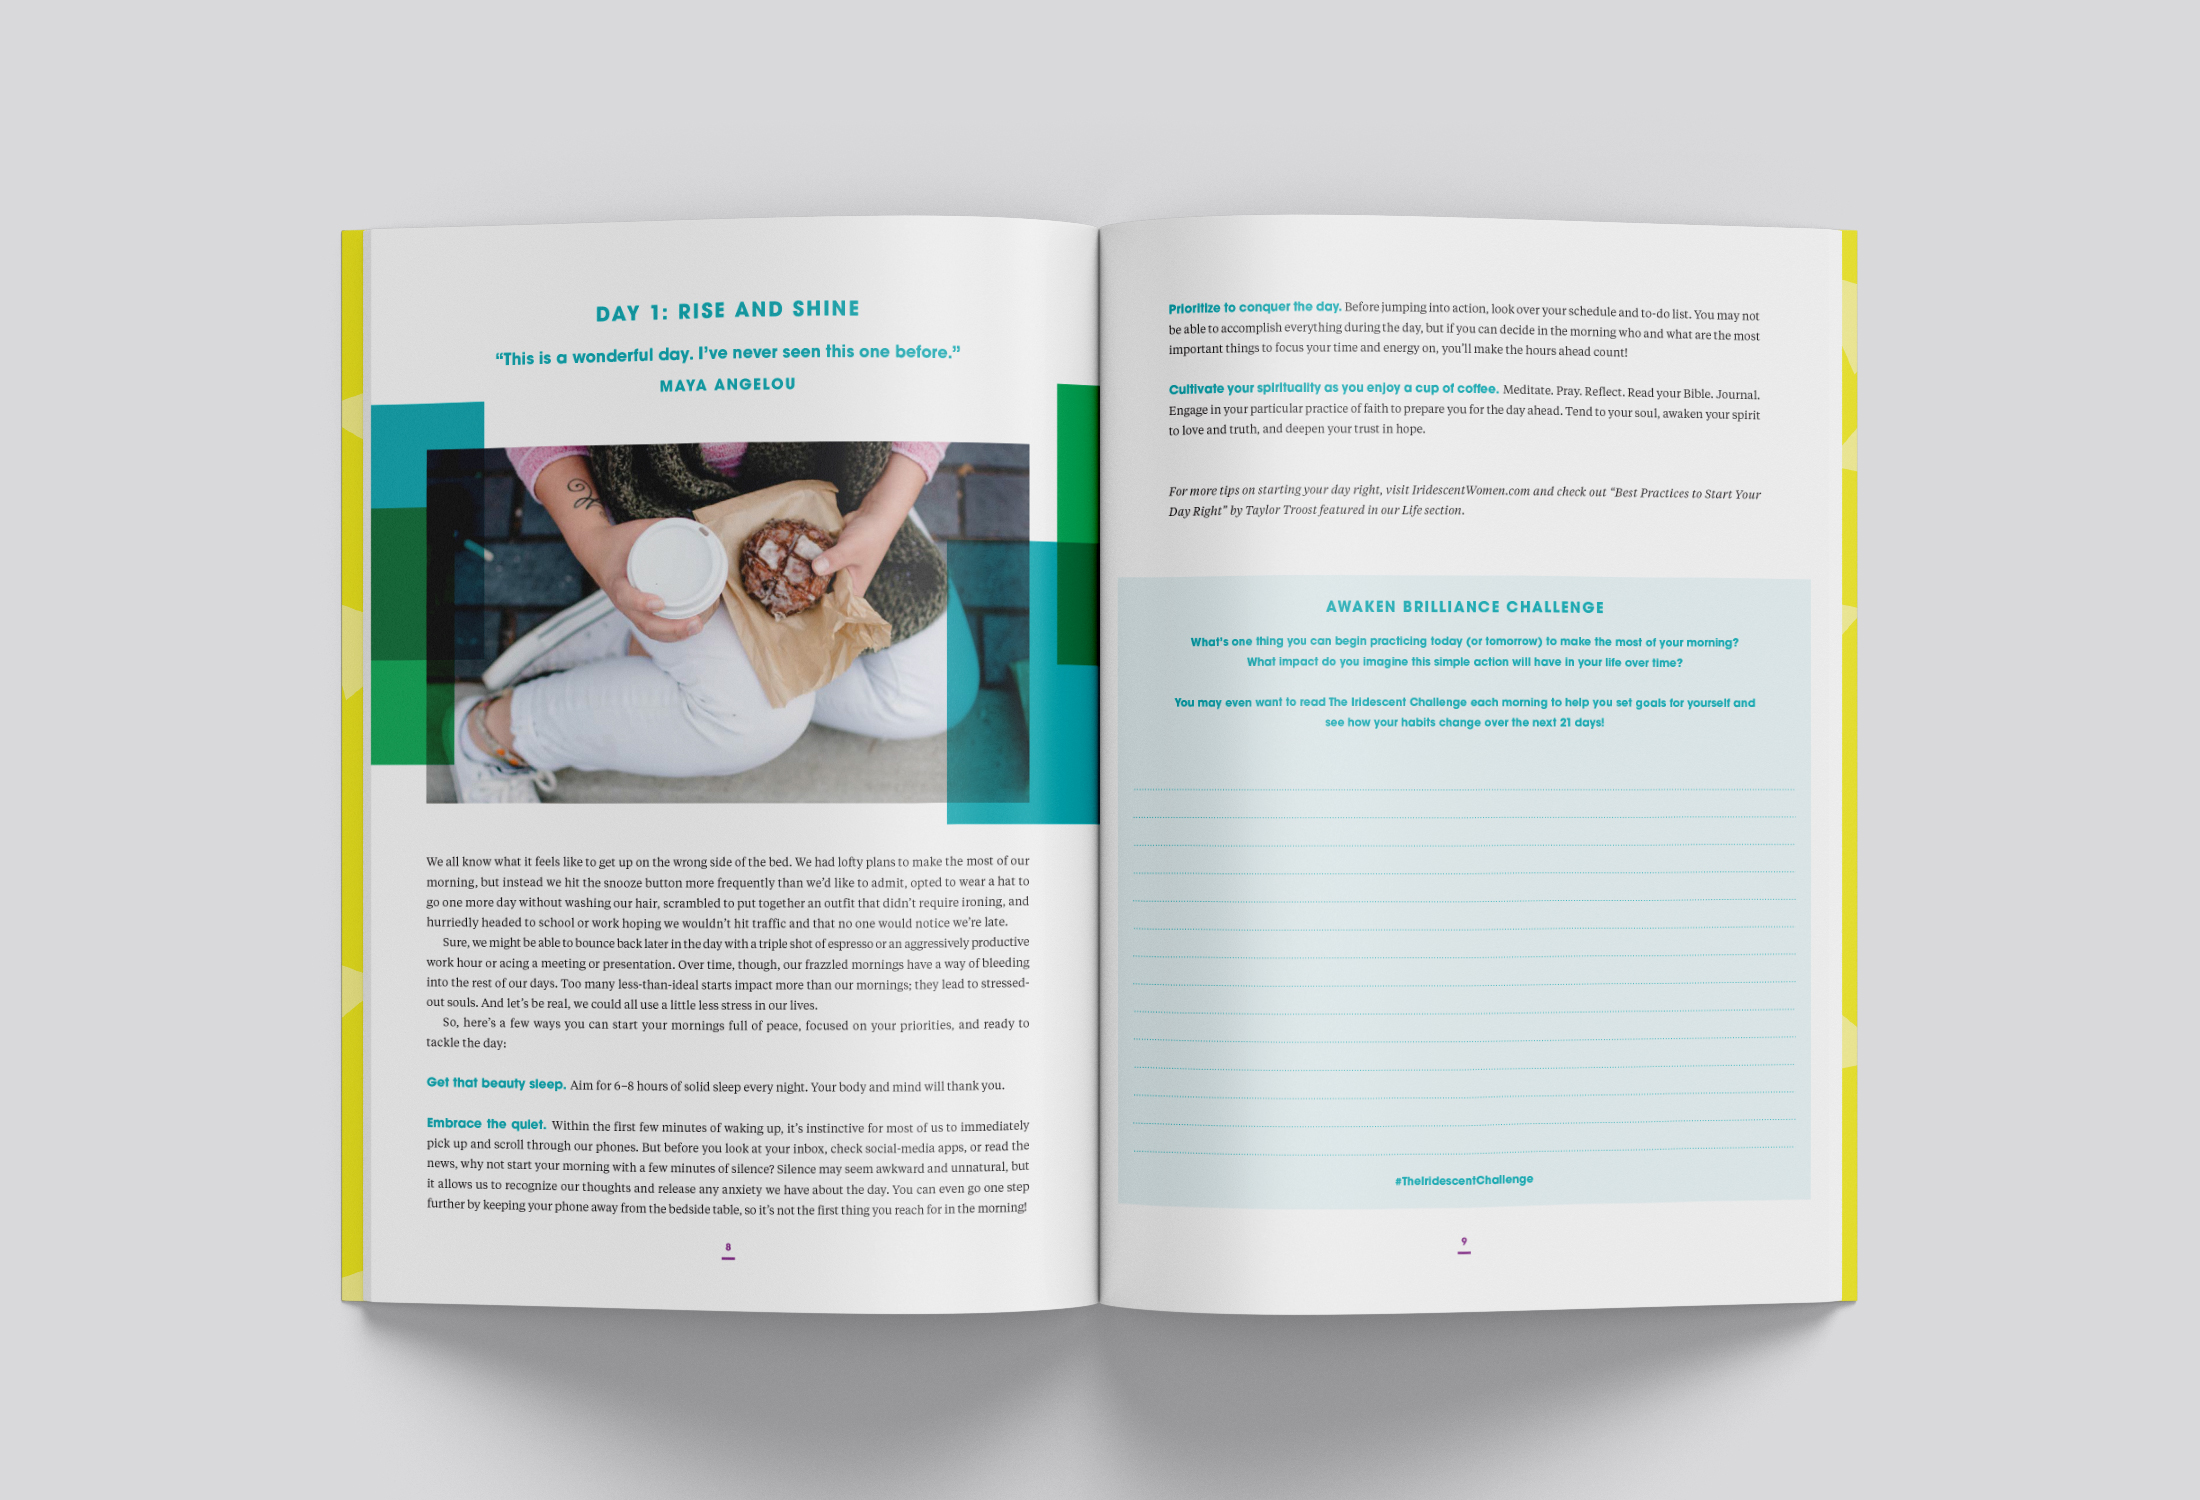 DAY 1: RISE AND SHINE
“This is a wonderful day. I’ve never seen this one before.”
MAYA ANGELOU
We all know what it feels like to get up on the wrong side of the bed. We had lofty plans to make the most of our
morning, but instead we hit the snooze button more frequently than we’d like to admit, opted to wear a hat to
go one more day without washing our hair, scrambled to put together an outfit that didn’t require ironing, and
hurriedly headed to school or work hoping we wouldn’t hit traffic and that no one would notice we’re late.
Sure, we might be able to bounce back later in the day with a triple shot of espresso or an aggressively productive
work hour or acing a meeting or presentation. Over time, though, our frazzled mornings have a way of bleeding
into the rest of our days. Too many less-than-ideal starts impact more than our mornings; they lead to stressed-
out souls. And let’s be real, we could all use a little less stress in our lives.
So, here’s a few ways you can start your mornings full of peace, focused on your priorities, and ready to
tackle the day:
Get that beauty sleep. Aim for 6–8 hours of solid sleep every night. Your body and mind will thank you.
Embrace the quiet. Within the first few minutes of waking up, it’s instinctive for most of us to immediately
pick up and scroll through our phones. But before you look at your inbox, check social-media apps, or read the
news, why not start your morning with a few minutes of silence? Silence may seem awkward and unnatural, but
it allows us to recognize our thoughts and release any anxiety we have about the day. You can even go one step
further by keeping your phone away from the bedside table, so it’s not the first thing you reach for in the morning!
8
Prioritize to conquer the day. Before jumping into action, look over your schedule and to-do list. You may not
be able to accomplish everything during the day, but if you can decide in the morning who and what are the most
important things to focus your time and energy on, you’ll make the hours ahead count!
Cultivate your spirituality as you enjoy a cup of coffee. Meditate. Pray. Reflect. Read your Bible. Journal.
Engage in your particular practice of faith to prepare you for the day ahead. Tend to your soul, awaken your spirit
to love and truth, and deepen your trust in hope.
For more tips on starting your day right, visit IridescentWomen.com and check out “Best Practices to Start Your
Day Right” by Taylor Troost featured in our Life section.
AWAKEN BRILLIANCE CHALLENGE
What’s one thing you can begin practicing today (or tomorrow) to make the most of your morning?
What impact do you imagine this simple action will have in your life over time?
You may even want to read The Iridescent Challenge each morning to help you set goals for yourself and
see how your habits change over the next 21 days!
#TheIridescentChallenge
9